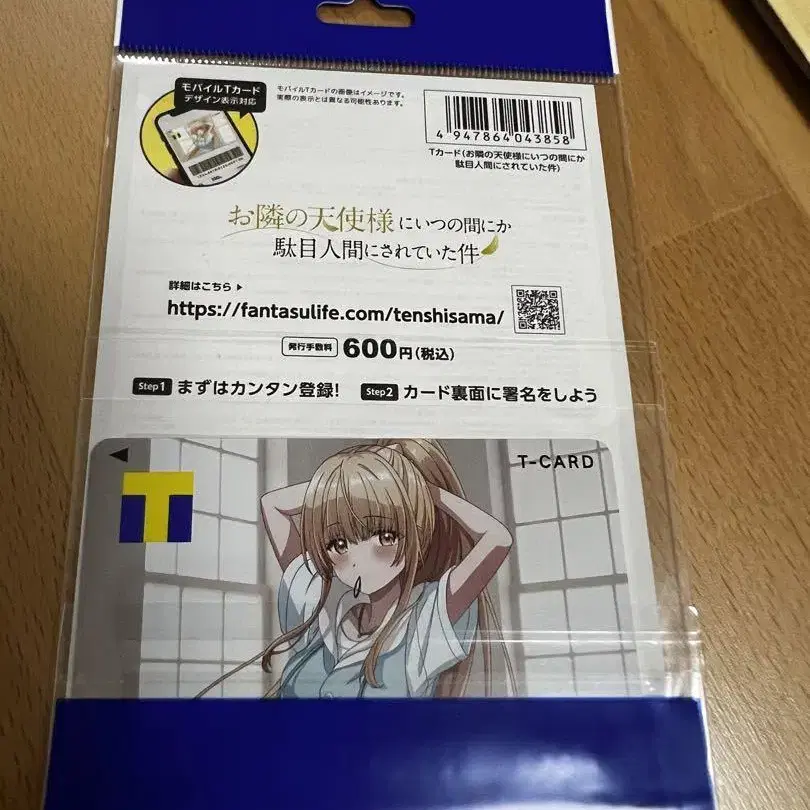 モバイルTカード
デザイン表示対応
モバイルTカードの画像はイメージです。
実際の表示とは異なる可能性あります。
4 947864 043858
Tカード(お隣の天使様にいつの間にか
駄目人間にされていた件)
お隣の天使様にいつの間にか
駄目人間にされていた件
詳細はこちら▶
https://fantasulife.com/tenshisama/
発行手数料 600円(税込)
Step1 まずはカンタン登録! Step2 カード裏面に署名をしよう
T-CARD
T